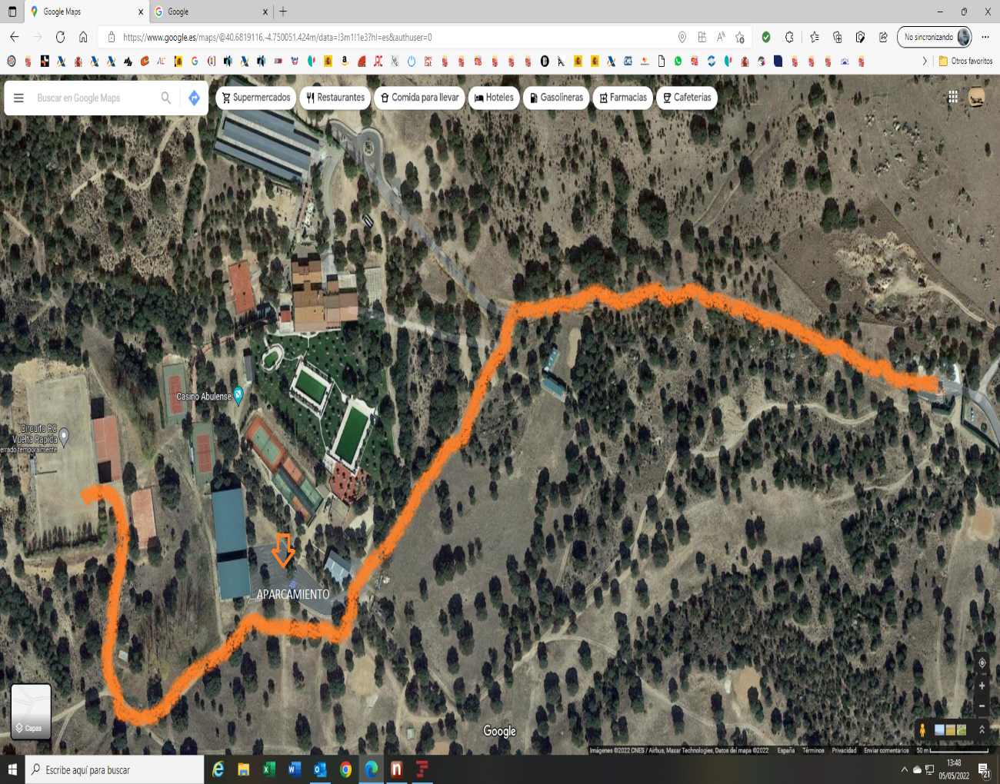 Google Maps
Google
https://www.google.es/maps/@40.6819116,-4.750051,424m/data=!3m1!1e3?hl=es&authuser=0
No sincronizando
Otros favoritos
Buscar en Google Maps
Supermercados
Restaurantes
Comida para llevar
Hoteles
Gasolineras
Farmacias
Cafeterías
Casino Abulense
Circuito RC
Vuelta Rapida
errado temporalmente
APARCAMIENTO
Capas
Google
Imágenes ©2022 CNES / Airbus, Maxar Technologies, Datos del mapa ©2022 España Términos Privacidad Enviar comentarios 50 m
Escribe aquí para buscar
13:48
05/05/2022
21